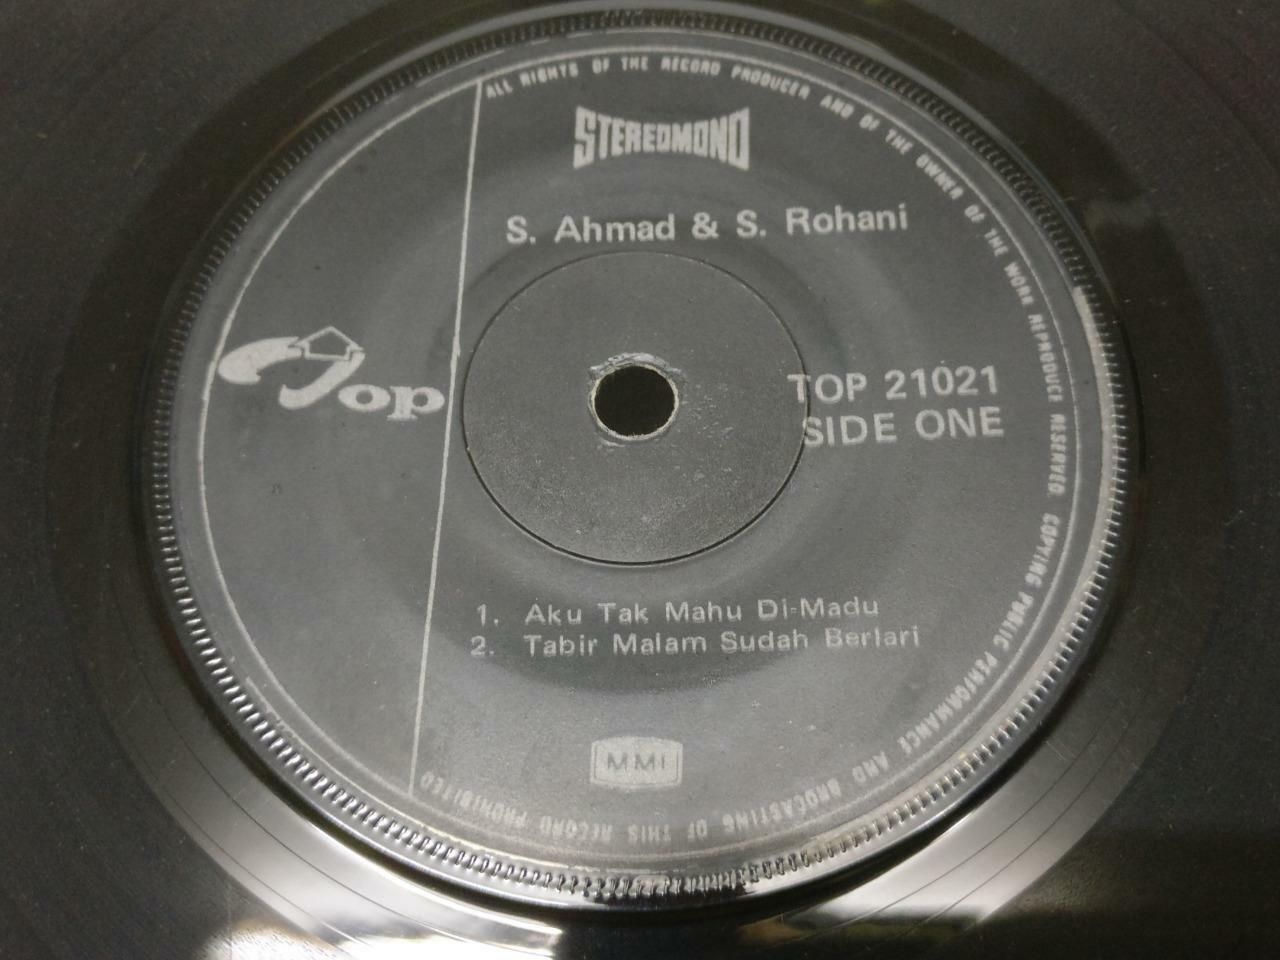 ALL RIGHTS OF THE RECORD PRODUCER AND OF THE OWNER OF THE WORK REPRODUCE RESERVED. COPYING PUBLIC PERFORMANCE AND BROCASTING OF THIS RECORD PROHIBITED
STEREOMONO
S. Ahmad & S. Rohani
Top
TOP 21021
SIDE ONE
1. Aku Tak Mahu Di-Madu
2. Tabir Malam Sudah Berlari
MMI